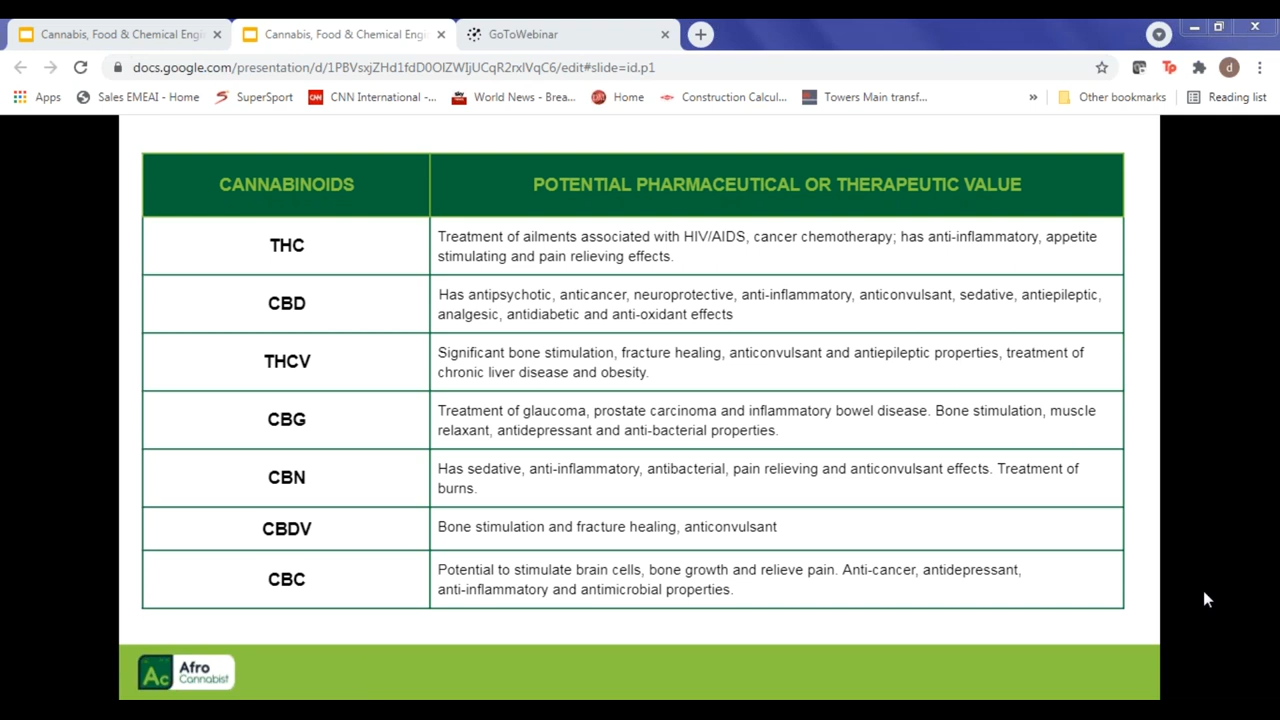 Cannabis, Food & Chemical Engi
Cannabis, Food & Chemical Engi
GoToWebinar
docs.google.com/presentation/d/1PBVsxjZHd1fdD0OlZWIjUCqR2rxlVqC6/edit#slide=id.p1
Tp
d
Apps
Sales EMEAI - Home
SuperSport
CNN
CNN International -...
World News - Brea...
Home
Construction Calcul...
Towers Main transf...
»
Other bookmarks
Reading list
CANNABINOIDS
POTENTIAL PHARMACEUTICAL OR THERAPEUTIC VALUE
THC
Treatment of ailments associated with HIV/AIDS, cancer chemotherapy; has anti-inflammatory, appetite
stimulating and pain relieving effects.
CBD
Has antipsychotic, anticancer, neuroprotective, anti-inflammatory, anticonvulsant, sedative, antiepileptic,
analgesic, antidiabetic and anti-oxidant effects
THCV
Significant bone stimulation, fracture healing, anticonvulsant and antiepileptic properties, treatment of
chronic liver disease and obesity.
CBG
Treatment of glaucoma, prostate carcinoma and inflammatory bowel disease. Bone stimulation, muscle
relaxant, antidepressant and anti-bacterial properties.
CBN
Has sedative, anti-inflammatory, antibacterial, pain relieving and anticonvulsant effects. Treatment of
burns.
CBDV
Bone stimulation and fracture healing, anticonvulsant
CBC
Potential to stimulate brain cells, bone growth and relieve pain. Anti-cancer, antidepressant,
anti-inflammatory and antimicrobial properties.
Ac
Afro
Cannabist